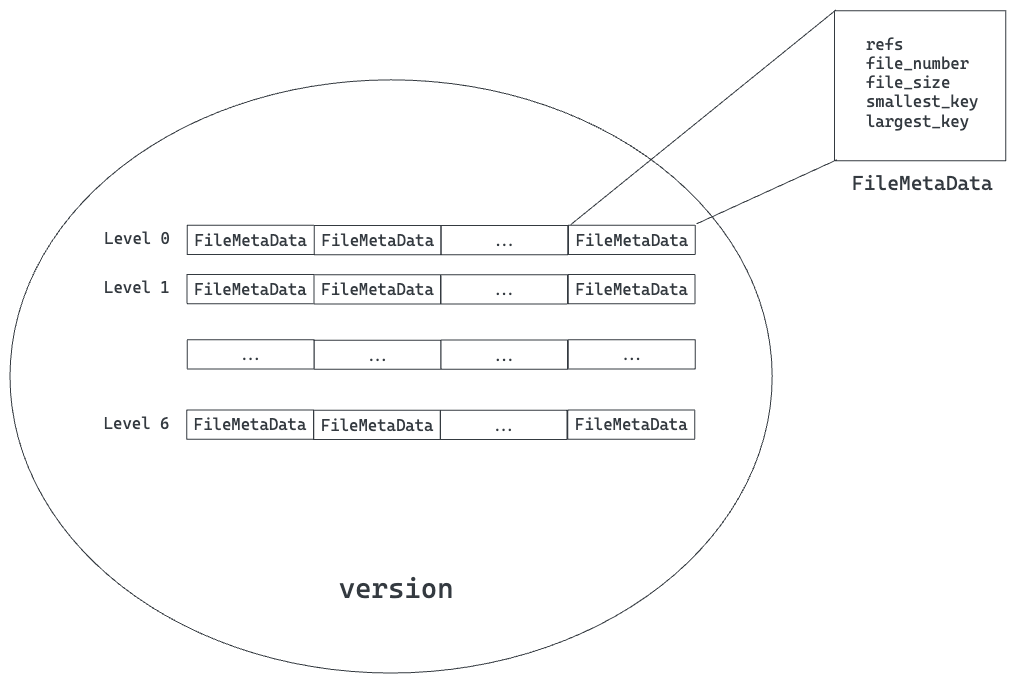 refs
file_number
file_size
smallest_key
largest_key
FileMetaData
Level 0 FileMetaData FileMetaData ... FileMetaData
Level 1 FileMetaData FileMetaData ... FileMetaData
... ... ... ...
Level 6 FileMetaData FileMetaData ... FileMetaData
version